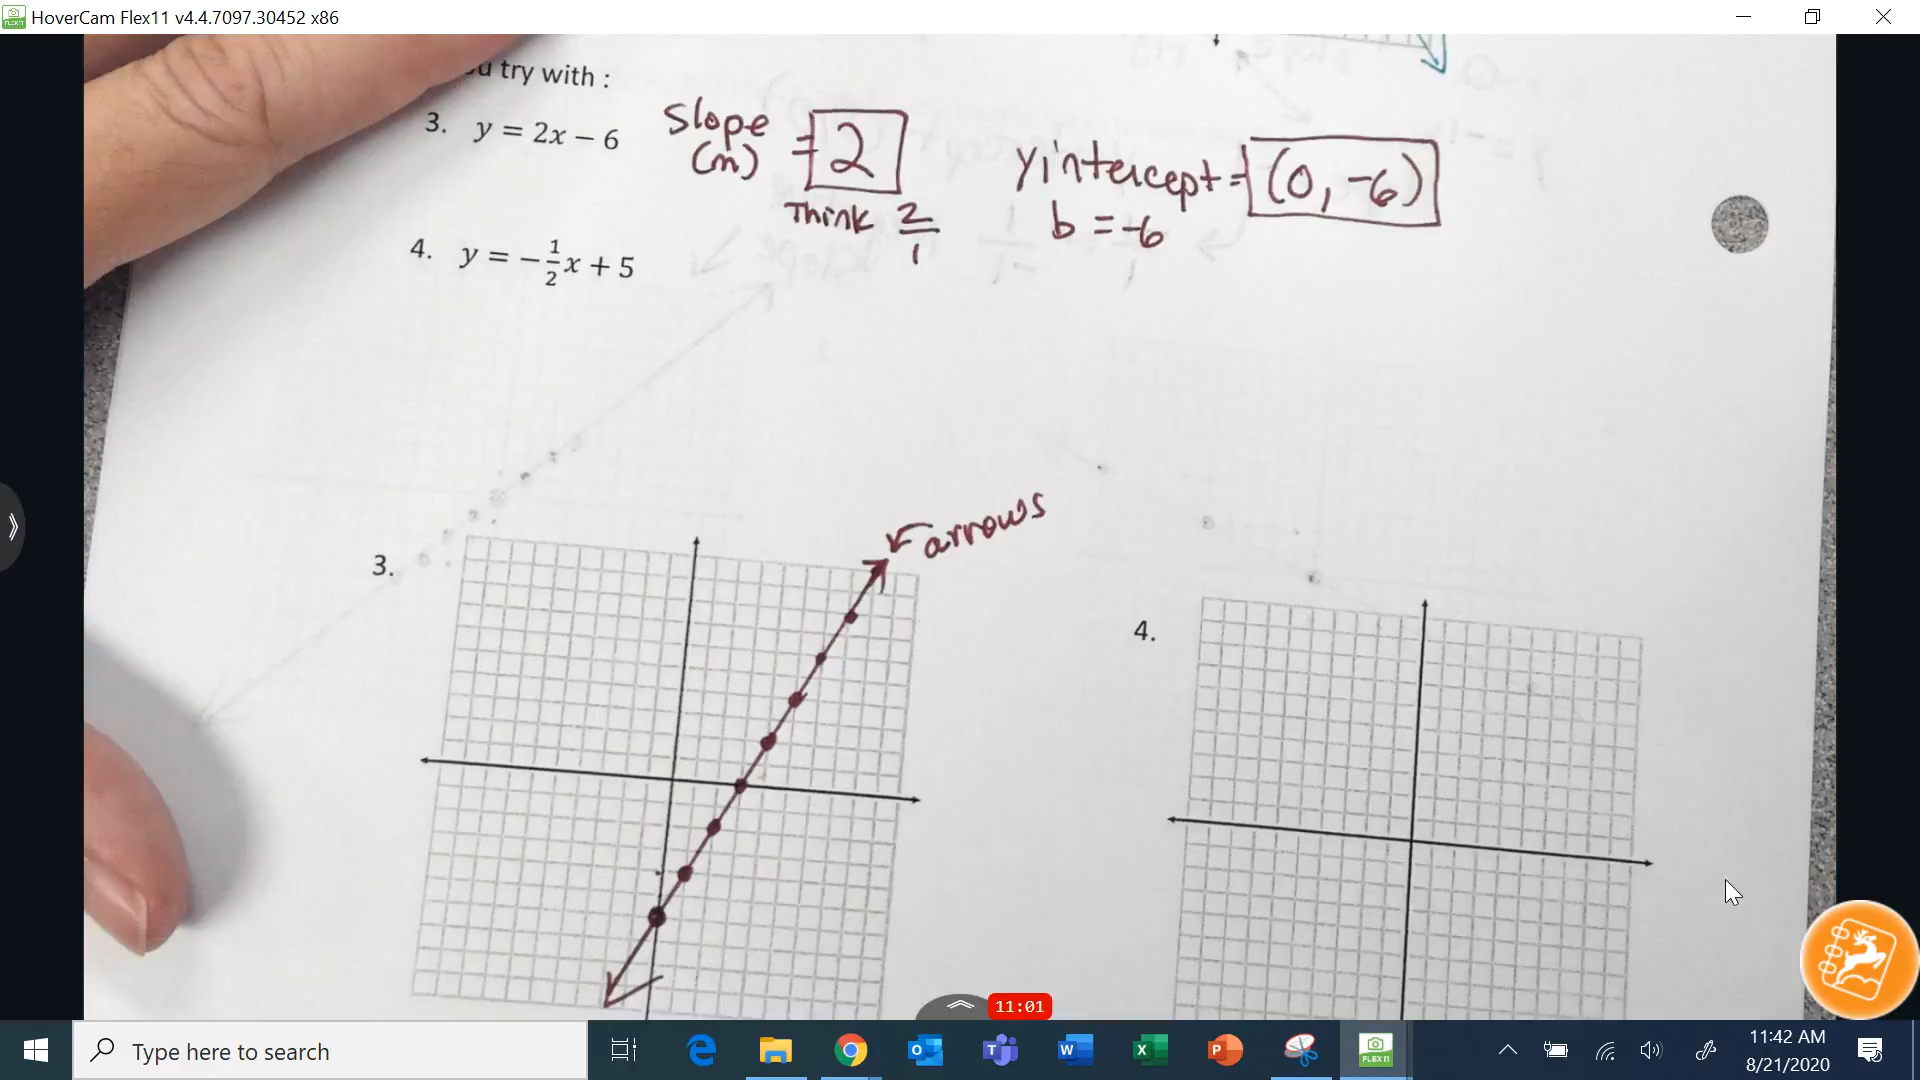 HoverCam Flex11 v4.4.7097.30452 x86
u try with :
3. y = 2x − 6
Slope (m) = 2
Think 2/1
y intercept = (0, -6)
b = -6
4. y = −1/2x + 5
3.
arrows
4.
11:01
Type here to search
11:42 AM
8/21/2020
FLEX11